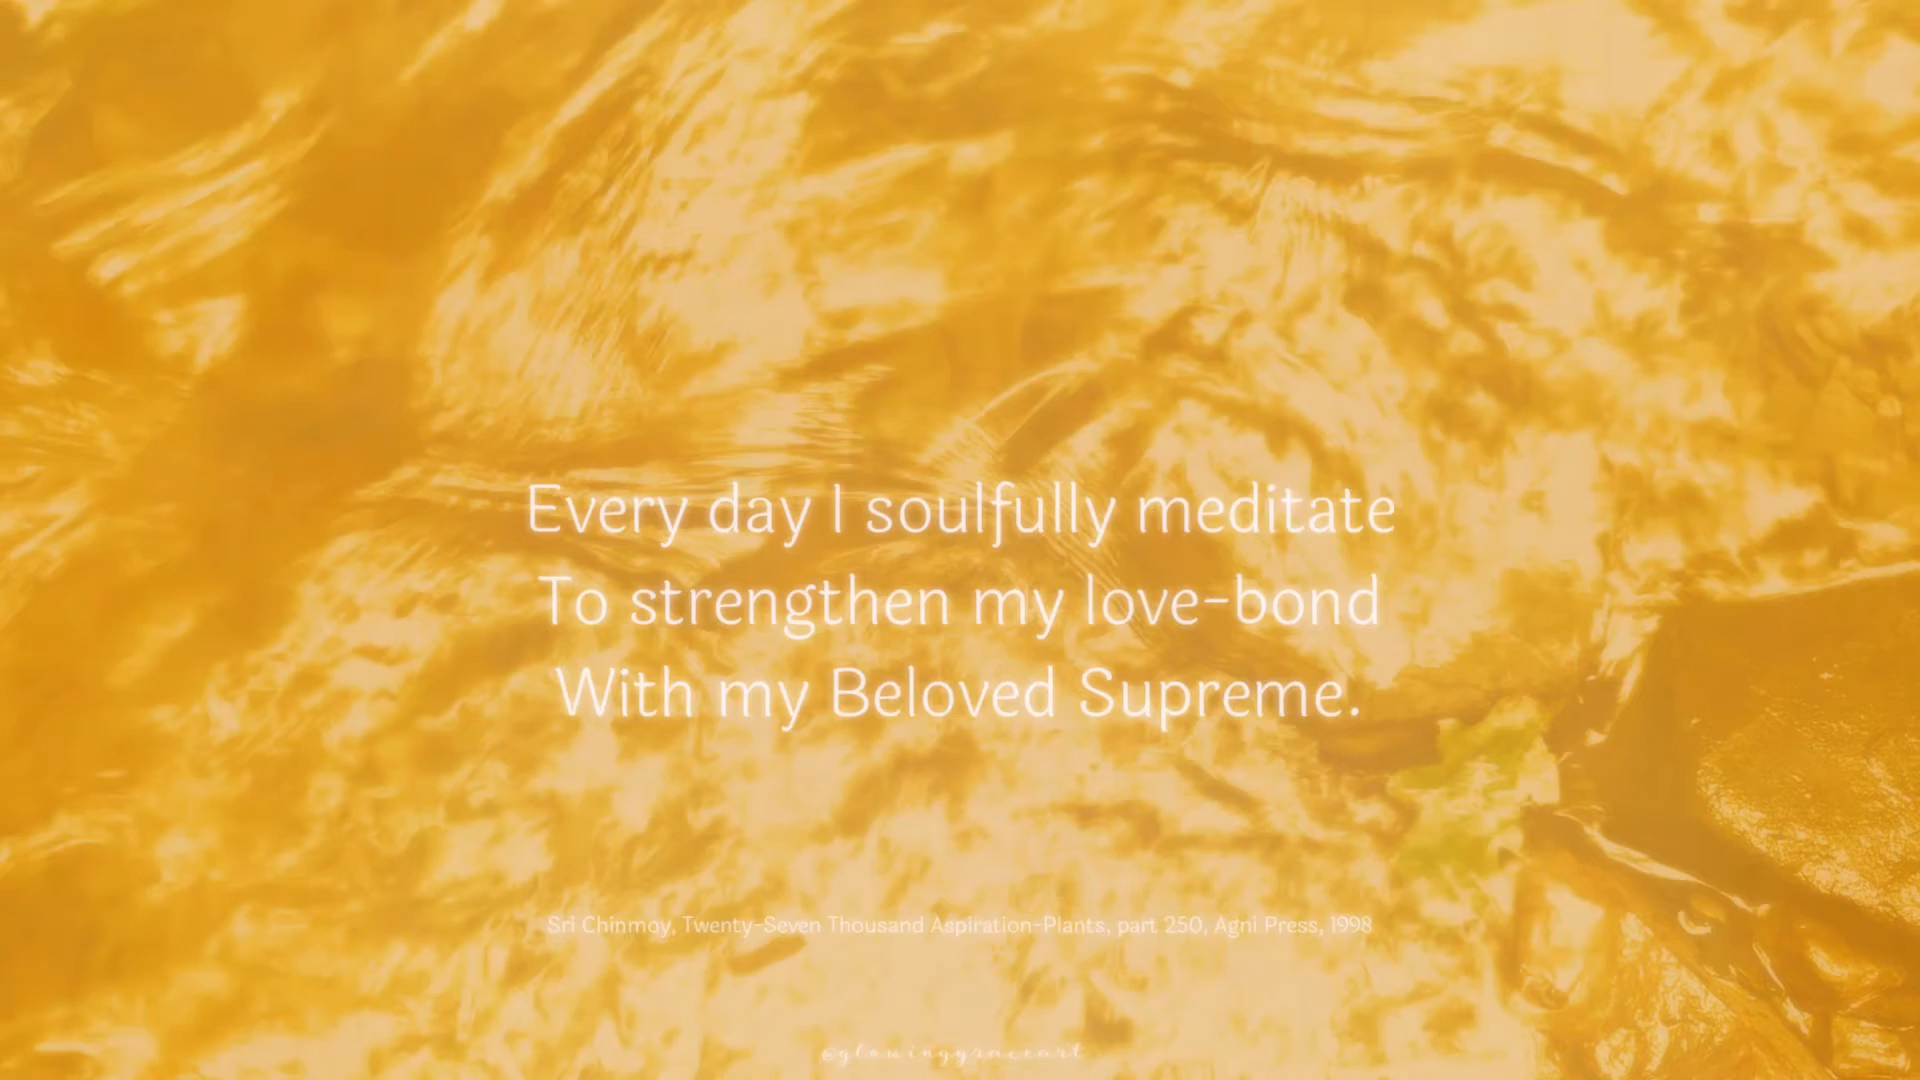 Every day I soulfully meditate
To strengthen my love-bond
With my Beloved Supreme.
Sri Chinmoy, Twenty-Seven Thousand Aspiration-Plants, part 250, Agni Press, 1998
@glowinggraceart